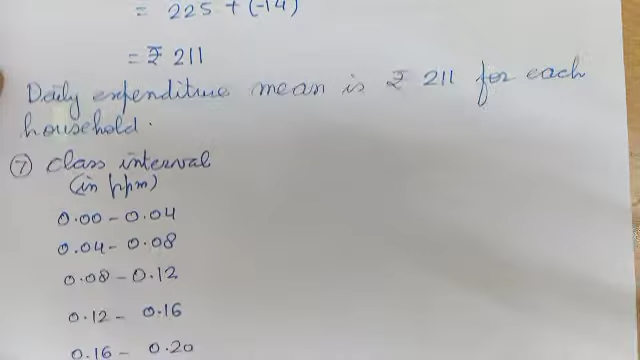 = 225 + (-14)
= ₹ 211
Daily expenditure mean is ₹ 211 for each
household.
⑦ Class interval
(in ppm)
0.00 - 0.04
0.04 - 0.08
0.08 - 0.12
0.12 - 0.16
0.16 - 0.20